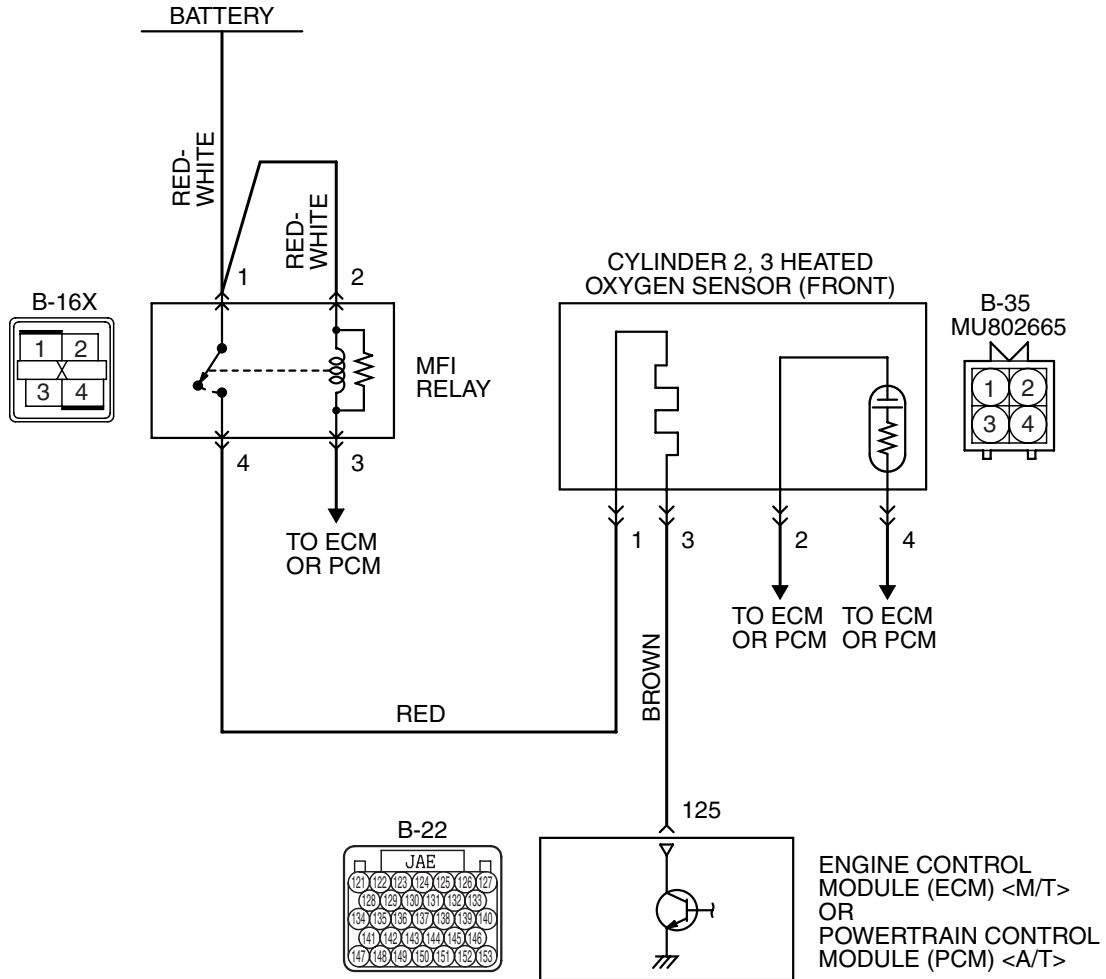 BATTERY
RED-
WHITE
RED-
WHITE
1
2
B-16X
1 2
3 4
MFI
RELAY
4
3
TO ECM
OR PCM
CYLINDER 2, 3 HEATED
OXYGEN SENSOR (FRONT)
B-35
MU802665
1 2
3 4
1
3
2
4
TO ECM
OR PCM
TO ECM
OR PCM
BROWN
RED
125
B-22
JAE
121 122 123 124 125 126 127
128 129 130 131 132 133
134 135 136 137 138 139 140
141 142 143 144 145 146
147 148 149 150 151 152 153
ENGINE CONTROL
MODULE (ECM) <M/T>
OR
POWERTRAIN CONTROL
MODULE (PCM) <A/T>